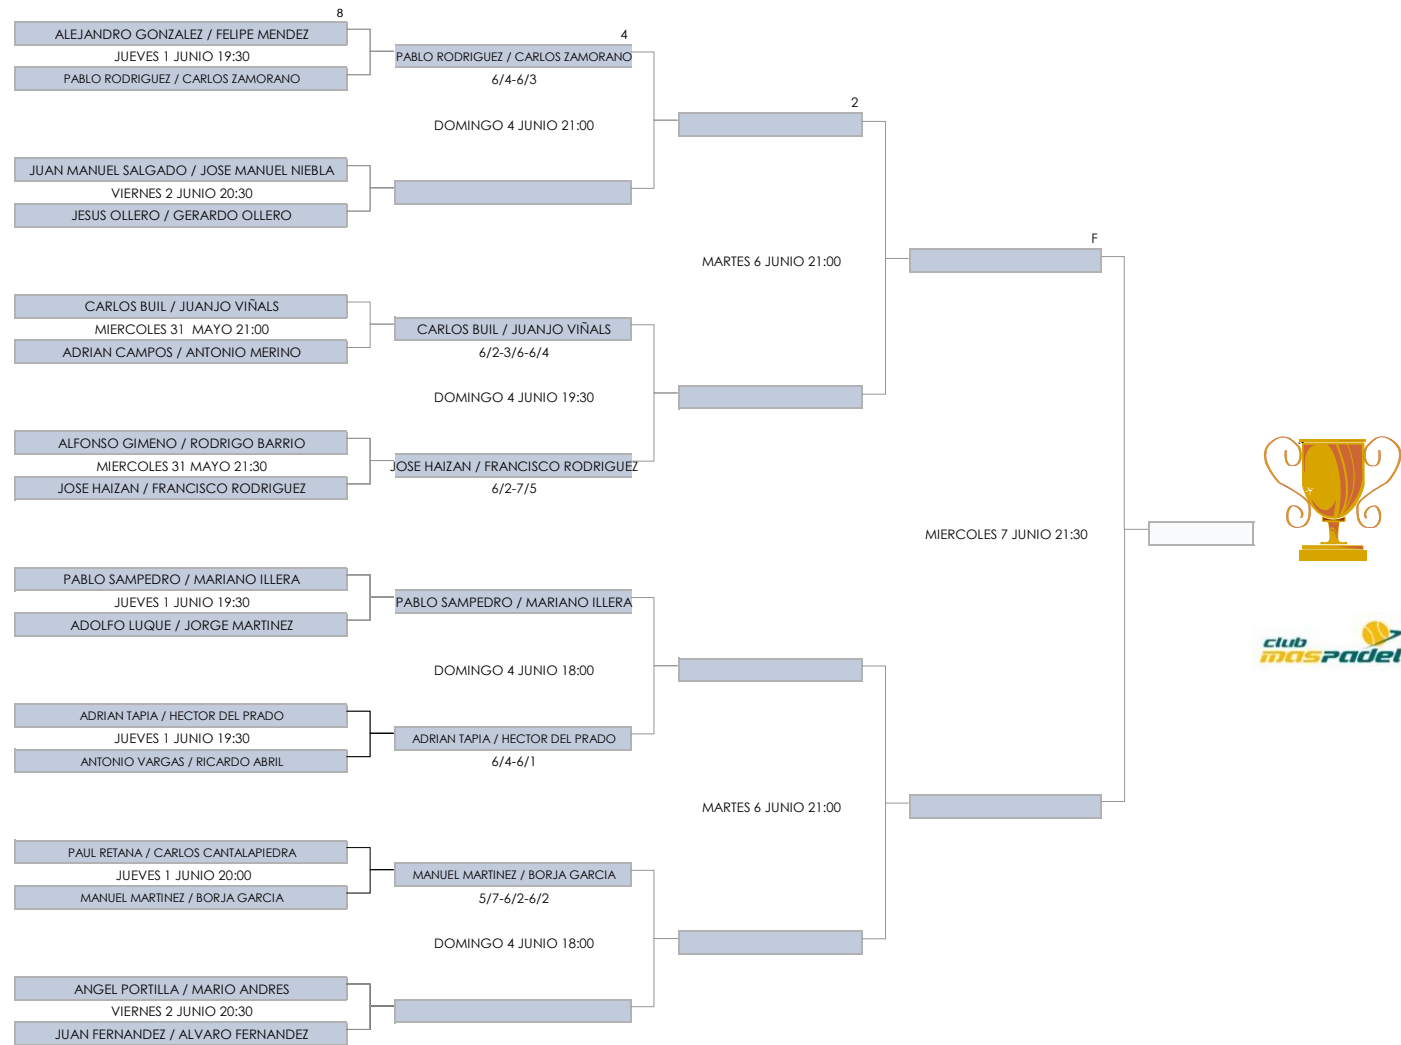 8
ALEJANDRO GONZALEZ / FELIPE MENDEZ
JUEVES 1 JUNIO 19:30
PABLO RODRIGUEZ / CARLOS ZAMORANO
4
PABLO RODRIGUEZ / CARLOS ZAMORANO
6/4-6/3
DOMINGO 4 JUNIO 21:00
JUAN MANUEL SALGADO / JOSE MANUEL NIEBLA
VIERNES 2 JUNIO 20:30
JESUS OLLERO / GERARDO OLLERO
2
MARTES 6 JUNIO 21:00
F
CARLOS BUIL / JUANJO VIÑALS
MIERCOLES 31 MAYO 21:00
ADRIAN CAMPOS / ANTONIO MERINO
CARLOS BUIL / JUANJO VIÑALS
6/2-3/6-6/4
DOMINGO 4 JUNIO 19:30
ALFONSO GIMENO / RODRIGO BARRIO
MIERCOLES 31 MAYO 21:30
JOSE HAIZAN / FRANCISCO RODRIGUEZ
JOSE HAIZAN / FRANCISCO RODRIGUEZ
6/2-7/5
MIERCOLES 7 JUNIO 21:30
PABLO SAMPEDRO / MARIANO ILLERA
JUEVES 1 JUNIO 19:30
ADOLFO LUQUE / JORGE MARTINEZ
PABLO SAMPEDRO / MARIANO ILLERA
DOMINGO 4 JUNIO 18:00
club
maspadel
ADRIAN TAPIA / HECTOR DEL PRADO
JUEVES 1 JUNIO 19:30
ANTONIO VARGAS / RICARDO ABRIL
ADRIAN TAPIA / HECTOR DEL PRADO
6/4-6/1
MARTES 6 JUNIO 21:00
PAUL RETANA / CARLOS CANTALAPIEDRA
JUEVES 1 JUNIO 20:00
MANUEL MARTINEZ / BORJA GARCIA
MANUEL MARTINEZ / BORJA GARCIA
5/7-6/2-6/2
DOMINGO 4 JUNIO 18:00
ANGEL PORTILLA / MARIO ANDRES
VIERNES 2 JUNIO 20:30
JUAN FERNANDEZ / ALVARO FERNANDEZ